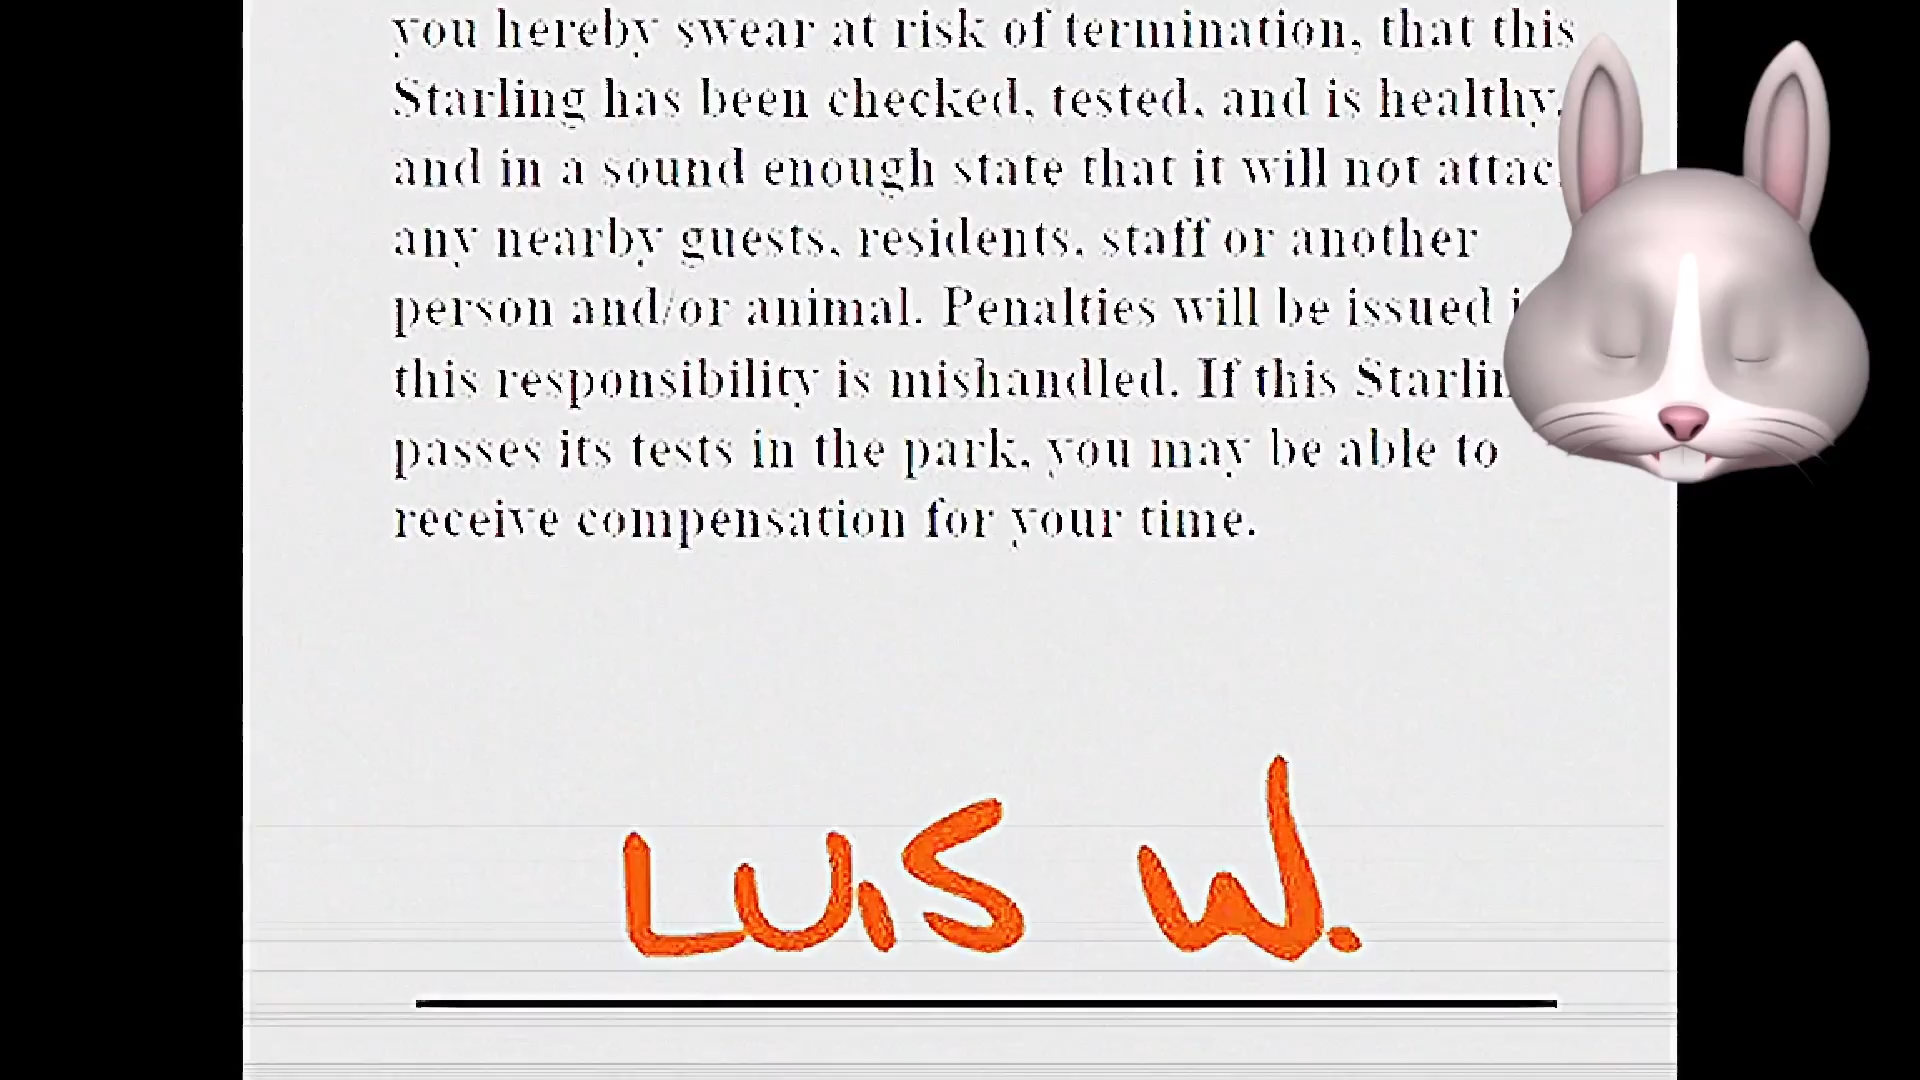 you hereby swear at risk of termination, that this
Starling has been checked, tested, and is healthy,
and in a sound enough state that it will not attac
any nearby guests, residents, staff or another
person and/or animal. Penalties will be issued i
this responsibility is mishandled. If this Starlin
passes its tests in the park, you may be able to
receive compensation for your time.
LUIS W.